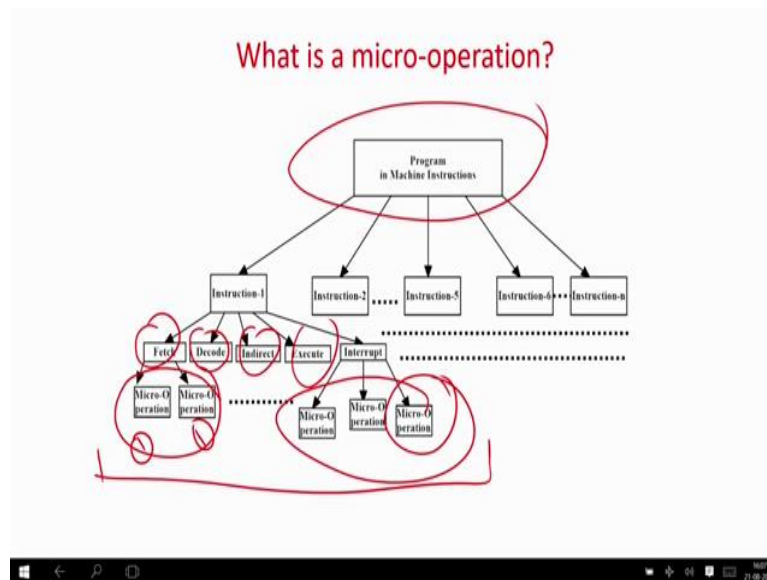 What is a micro-operation?
Program
in Machine Instructions
Instruction-1
Instruction-2
Instruction-5
Instruction-6
Instruction-n
Fetch
Decode
Indirect
Execute
Interrupt
Micro-O
peration
Micro-O
peration
Micro-O
peration
Micro-O
peration
Micro-O
peration